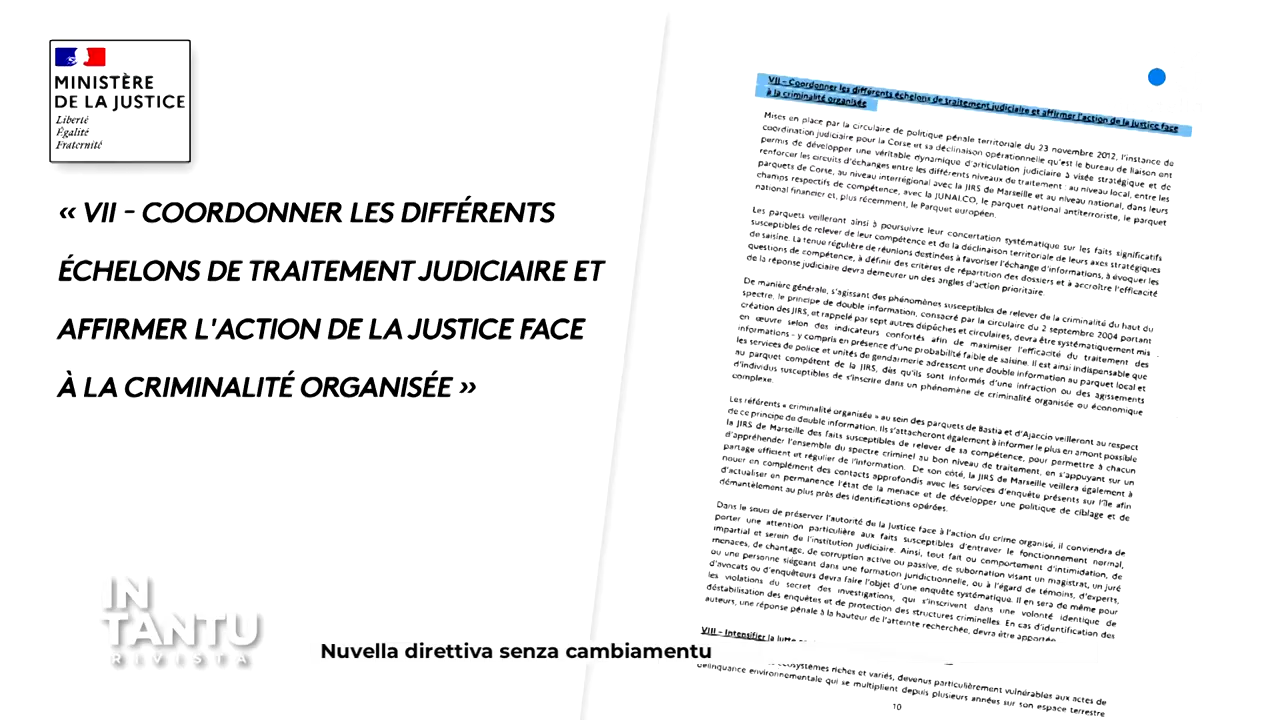 MINISTÈRE
DE LA JUSTICE
Liberté
Égalité
Fraternité
« VII - COORDONNER LES DIFFÉRENTS
ÉCHELONS DE TRAITEMENT JUDICIAIRE ET
AFFIRMER L'ACTION DE LA JUSTICE FACE
À LA CRIMINALITÉ ORGANISÉE »
VII – Coordonner les différents échelons de traitement judiciaire et affirmer l'action de la Justice face
à la criminalité organisée
Mises en place par la circulaire de politique pénale territoriale du 23 novembre 2012, l'instance de
coordination judiciaire pour la Corse et sa déclinaison opérationnelle qu'est le bureau de liaison ont
permis de développer une véritable dynamique d'articulation judiciaire à visée stratégique et de
renforcer les circuits d'échanges entre les différents niveaux de traitement : au niveau local, entre les
parquets de Corse, au niveau interrégional avec la JIRS de Marseille et au niveau national, dans leurs
champs respectifs de compétence, avec la JUNALCO, le parquet national antiterroriste, le parquet
national financier et, plus récemment, le Parquet européen.
Les parquets veilleront ainsi à poursuivre leur concertation systématique sur les faits significatifs
susceptibles de relever de leur compétence et de la déclinaison territoriale de leurs axes stratégiques
de saisine. La tenue régulière de réunions destinées à favoriser l'échange d'informations, à évoquer les
questions de compétence, à définir des critères de répartition des dossiers et à accroître l'efficacité
de la réponse judiciaire devra demeurer un des angles d'action prioritaire.
De manière générale, s'agissant des phénomènes susceptibles de relever de la criminalité du haut du
spectre, le principe de double information, consacré par la circulaire du 2 septembre 2004 portant
création des JIRS, et rappelé par sept autres dépêches et circulaires, devra être systématiquement mis
en œuvre selon des indicateurs confortés afin de maximiser l'efficacité du traitement des
informations - y compris en présence d'une probabilité faible de saisine. Il est ainsi indispensable que
les services de police et unités de gendarmerie adressent une double information au parquet local et
au parquet compétent de la JIRS, dès qu'ils sont informés d'une infraction ou des agissements
d'individus susceptibles de s'inscrire dans un phénomène de criminalité organisée ou économique
complexe.
Les référents « criminalité organisée » au sein des parquets de Bastia et d'Ajaccio veilleront au respect
de ce principe de double information. Ils s'attacheront également à informer le plus en amont possible
la JIRS de Marseille des faits susceptibles de relever de sa compétence, pour permettre à chacun
d'appréhender l'ensemble du spectre criminel au bon niveau de traitement, en s'appuyant sur un
partage efficient et régulier de l'information. De son côté, la JIRS de Marseille veillera également à
nouer en complément des contacts approfondis avec les services d'enquête présents sur l'île afin
d'actualiser en permanence l'état de la menace et de développer une politique de ciblage et de
démantèlement au plus près des identifications opérées.
Dans le souci de préserver l'autorité de la Justice face à l'action du crime organisé, il conviendra de
porter une attention particulière aux faits susceptibles d'entraver le fonctionnement normal,
impartial et serein de l'institution judiciaire. Ainsi, tout fait ou comportement d'intimidation, de
menaces, de chantage, de corruption active ou passive, de subornation visant un magistrat, un juré
ou une personne siégeant dans une formation juridictionnelle, ou à l'égard de témoins, d'experts,
d'avocats ou d'enquêteurs devra faire l'objet d'une enquête systématique. Il en sera de même pour
les violations du secret des investigations, qui s'inscrivent dans une volonté identique de
déstabilisation des enquêtes et de protection des structures criminelles. En cas d'identification des
auteurs, une réponse pénale à la hauteur de l'atteinte recherchée, devra être apportée.
VIII – Intensifier la lutte
écosystèmes riches et variés, devenus particulièrement vulnérables aux actes de
délinquance environnementale qui se multiplient depuis plusieurs années sur son espace terrestre
10
IN
TANTU
RIVISTA
Nuvella direttiva senza cambiamentu